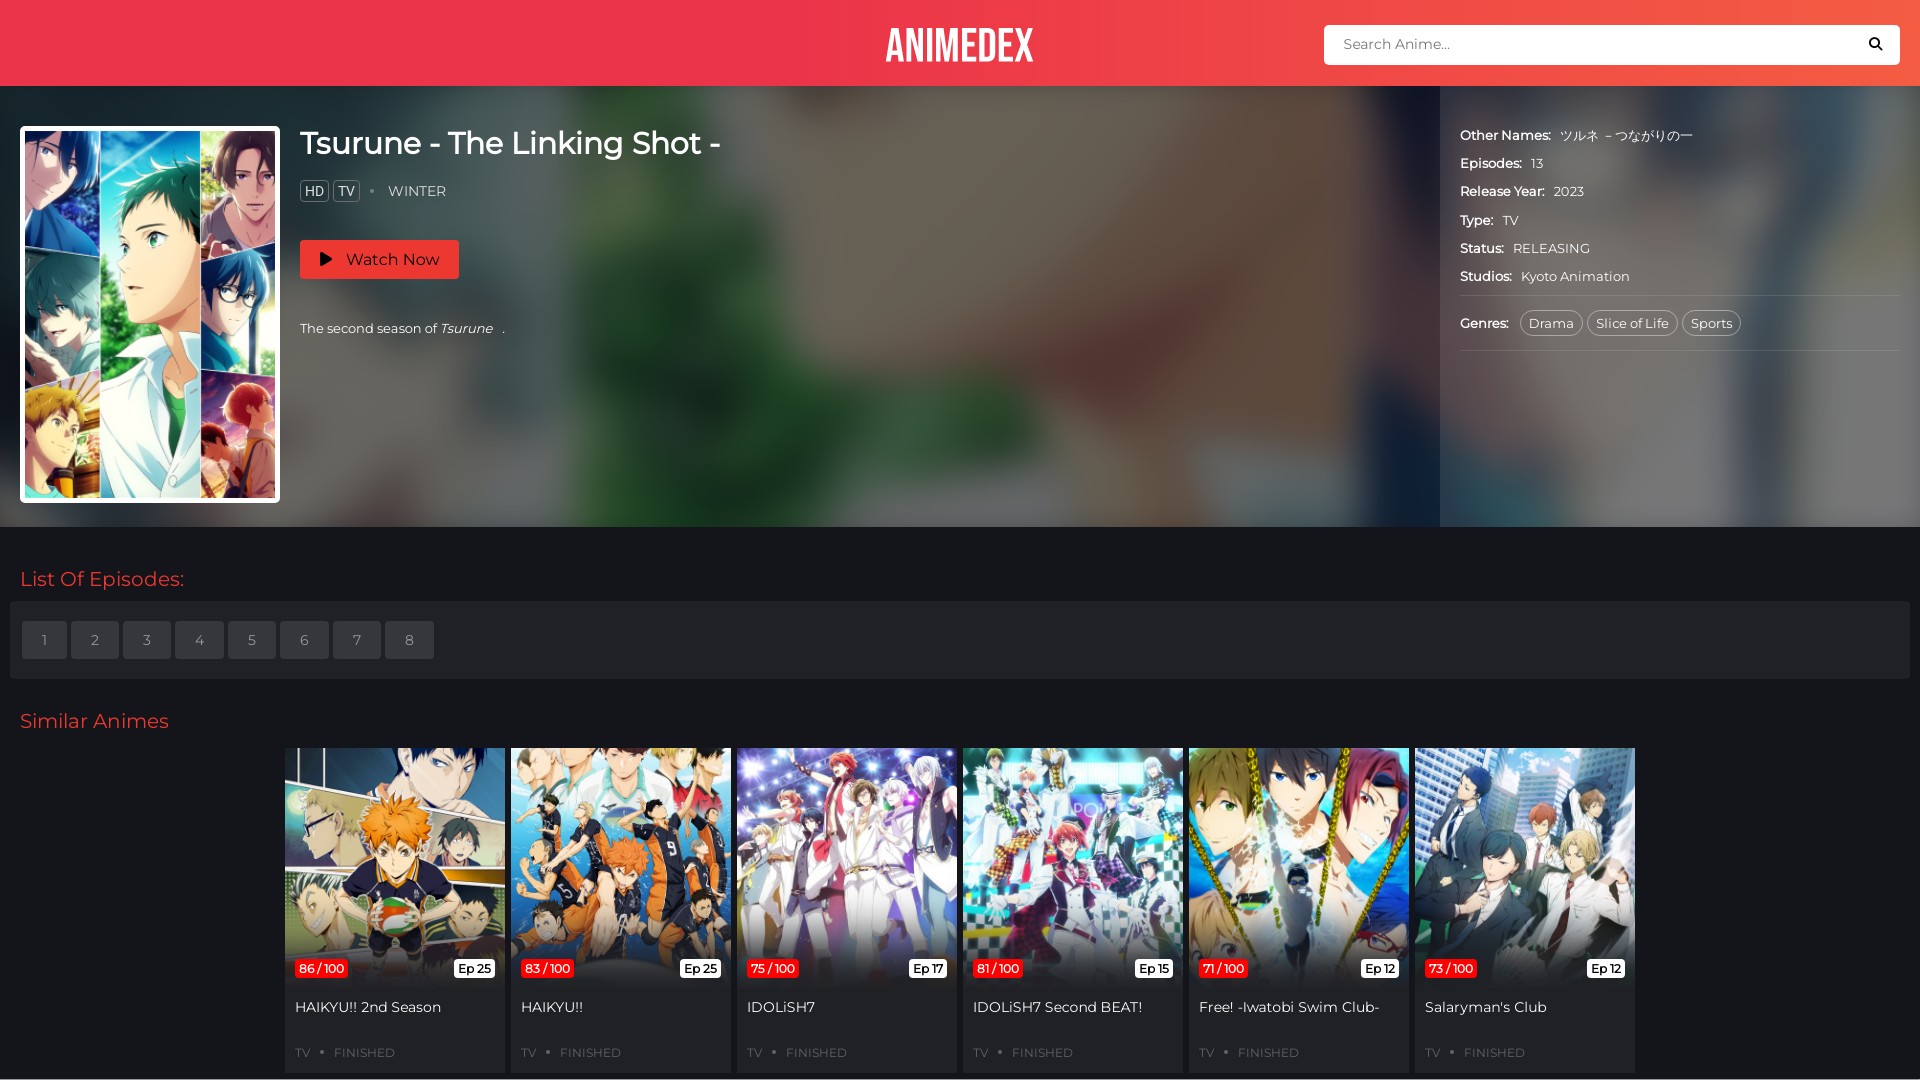 ANIMEDEX
Search Anime...
Tsurune - The Linking Shot -
HD TV • WINTER
Watch Now
The second season of Tsurune .
Other Names: ツルネ －つながりの一
Episodes: 13
Release Year: 2023
Type: TV
Status: RELEASING
Studios: Kyoto Animation
Genres: Drama Slice of Life Sports
List Of Episodes:
1 2 3 4 5 6 7 8
Similar Animes
86 / 100 Ep 25
HAIKYU!! 2nd Season
TV • FINISHED
83 / 100 Ep 25
HAIKYU!!
TV • FINISHED
75 / 100 Ep 17
IDOLiSH7
TV • FINISHED
81 / 100 Ep 15
IDOLiSH7 Second BEAT!
TV • FINISHED
71 / 100 Ep 12
Free! -Iwatobi Swim Club-
TV • FINISHED
73 / 100 Ep 12
Salaryman's Club
TV • FINISHED